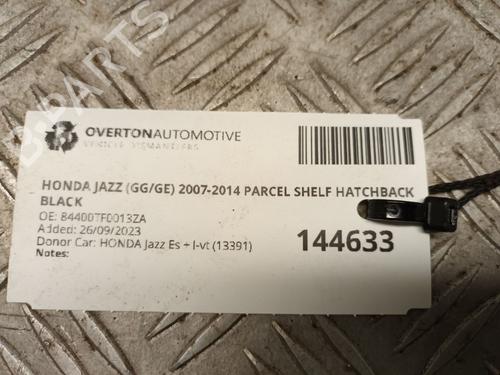 B-PARTS
OVERTONAUTOMOTIVE
VEHICLE DISMANTLERS
HONDA JAZZ (GG/GE) 2007-2014 PARCEL SHELF HATCHBACK
BLACK
OE: 84400TF0013ZA
Added: 26/09/2023
Donor Car: HONDA Jazz Es + I-vt (13391)
Notes:
144633